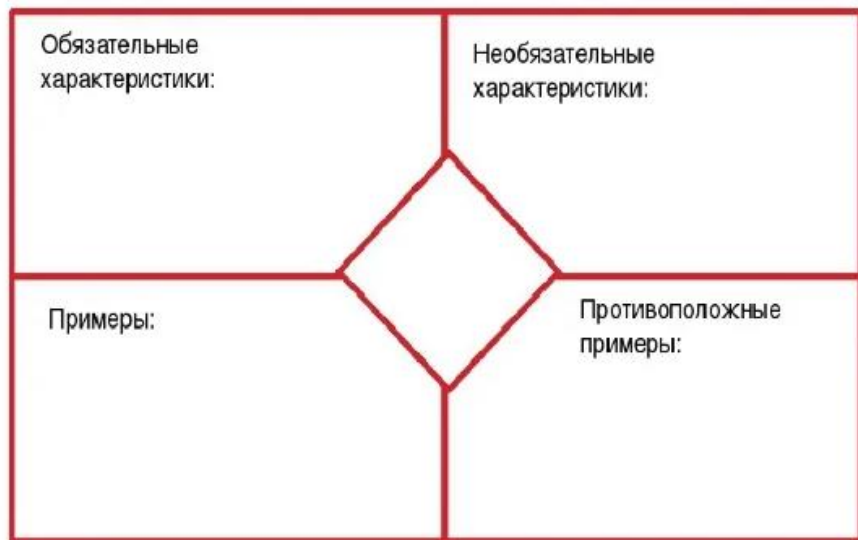 Обязательные
характеристики:
Необязательные
характеристики:
Примеры:
Противоположные
примеры: